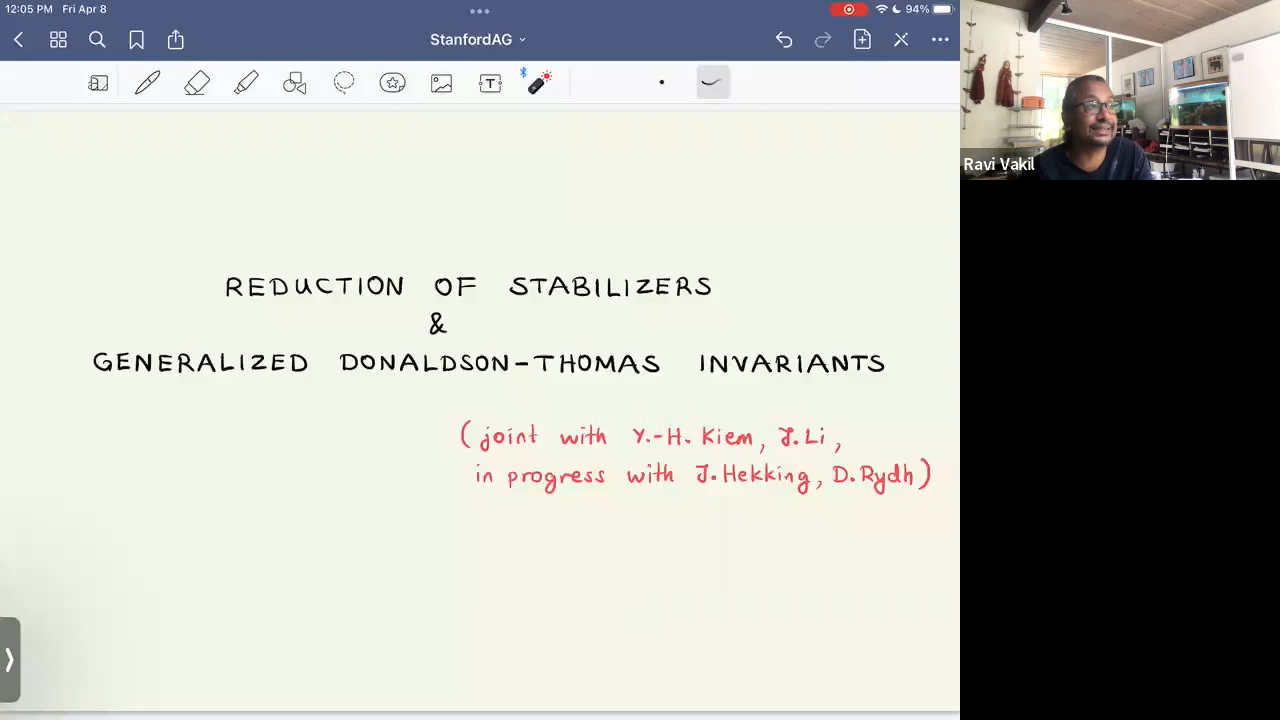 12:05 PM Fri Apr 8
94%
StanfordAG
T
REDUCTION OF STABILIZERS
&
GENERALIZED DONALDSON-THOMAS INVARIANTS
(joint with Y.-H. Kiem, J. Li,
in progress with J. Hekking, D. Rydh)
Ravi Vakil